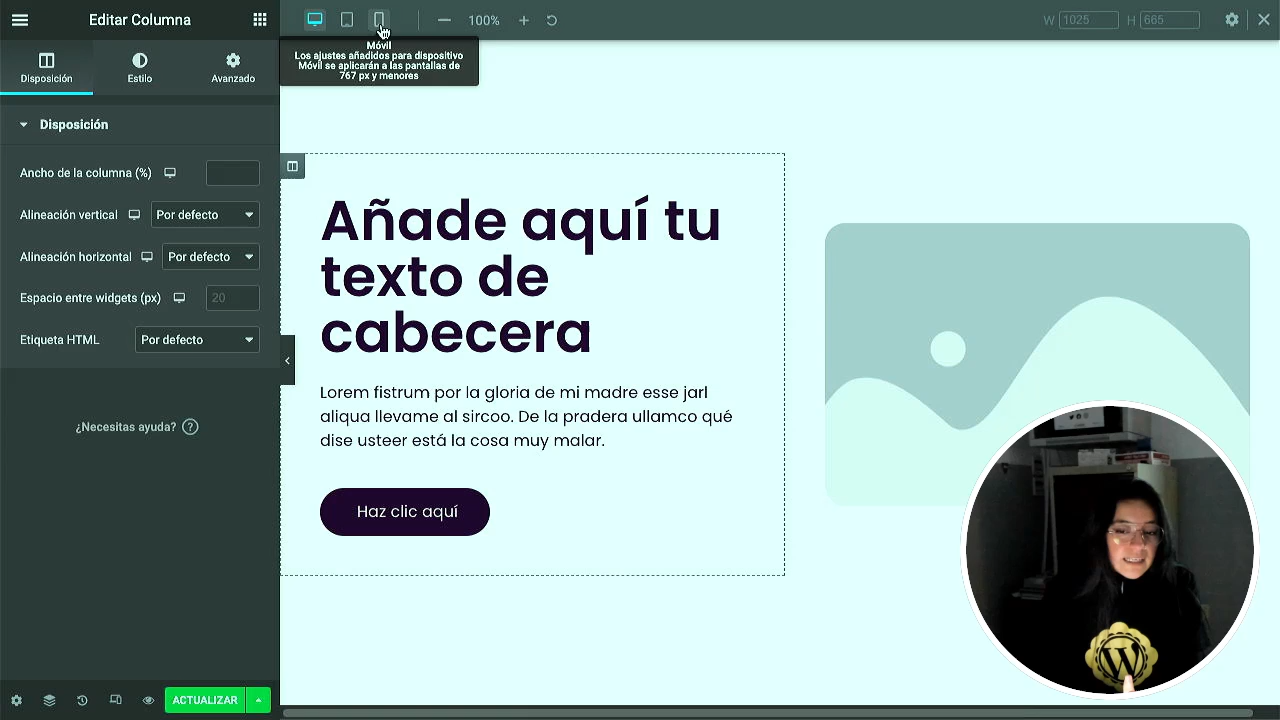 Editar Columna
100%
W 1025 H 665
Móvil
Los ajustes añadidos para dispositivo
Móvil se aplicarán a las pantallas de
767 px y menores
Disposición
Estilo
Avanzado
Disposición
Ancho de la columna (%)
Alineación vertical
Por defecto
Alineación horizontal
Por defecto
Espacio entre widgets (px)
20
Etiqueta HTML
Por defecto
¿Necesitas ayuda? ?
ACTUALIZAR
Añade aquí tu
texto de
cabecera
Lorem fistrum por la gloria de mi madre esse jarl
aliqua llevame al sircoo. De la pradera ullamco qué
dise usteer está la cosa muy malar.
Haz clic aquí
W